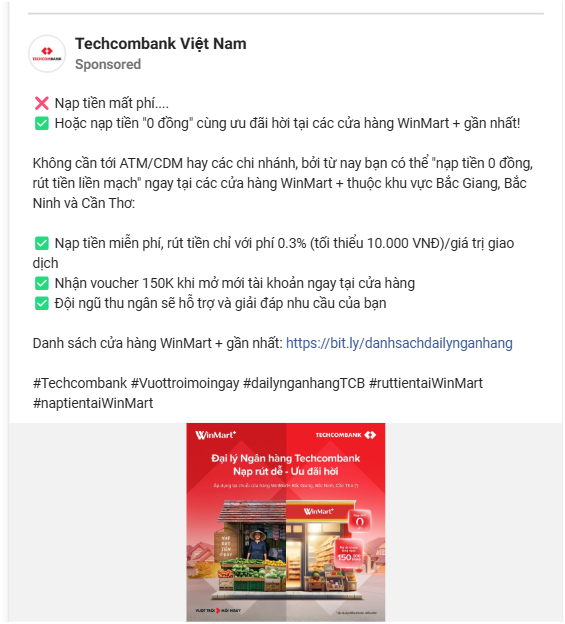 Techcombank Việt Nam
Sponsored
TECHCOMBANK
❌ Nạp tiền mất phí....
✅ Hoặc nạp tiền "0 đồng" cùng ưu đãi hời tại các cửa hàng WinMart + gần nhất!
Không cần tới ATM/CDM hay các chi nhánh, bởi từ nay bạn có thể "nạp tiền 0 đồng,
rút tiền liền mạch" ngay tại các cửa hàng WinMart + thuộc khu vực Bắc Giang, Bắc
Ninh và Cần Thơ:
✅ Nạp tiền miễn phí, rút tiền chỉ với phí 0.3% (tối thiểu 10.000 VNĐ)/giá trị giao
dịch
✅ Nhận voucher 150K khi mở mới tài khoản ngay tại cửa hàng
✅ Đội ngũ thu ngân sẽ hỗ trợ và giải đáp nhu cầu của bạn
Danh sách cửa hàng WinMart + gần nhất: https://bit.ly/danhsachdailynganhang
#Techcombank #Vuottroimoingay #dailynganhangTCB #ruttientaiWinMart
#naptientaiWinMart
WinMart+
TECHCOMBANK
Đại lý Ngân hàng Techcombank
Nạp rút dễ - Ưu đãi hời
WinMart+
0
150.000
VƯỢT TRỘI MỖI NGÀY